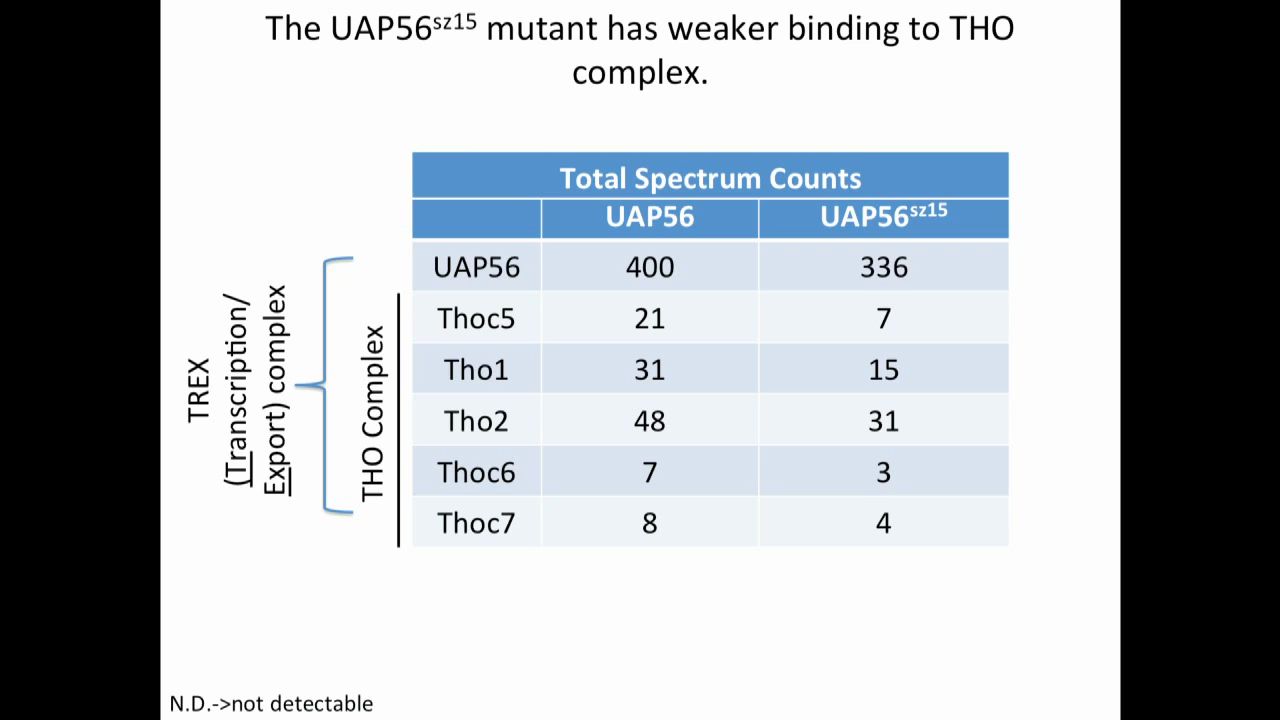 The UAP56sz15 mutant has weaker binding to THO
complex.
Total Spectrum Counts
UAP56 UAP56sz15
UAP56 400 336
Thoc5 21 7
Tho1 31 15
Tho2 48 31
Thoc6 7 3
Thoc7 8 4
TREX
(Transcription/
Export) complex
THO Complex
N.D.->not detectable